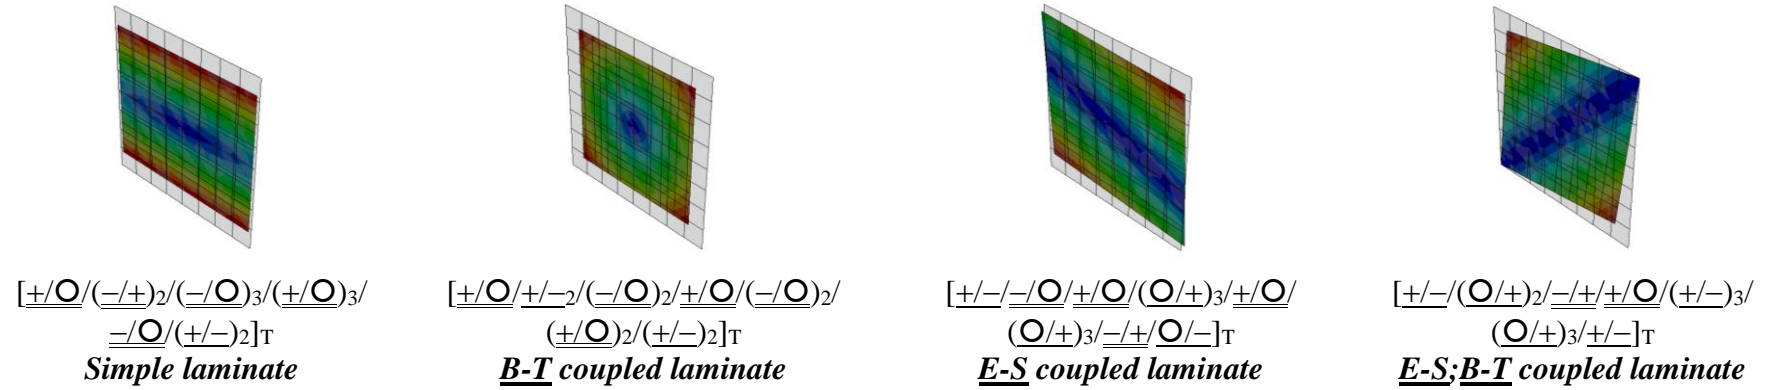 [+/O/(−/+)2/(−/O)3/(+/O)3/
−/O/(+/−)2]T
Simple laminate
[+/O/+/−2/(−/O)2/+/O/(−/O)2/
(+/O)2/(+/−)2]T
B-T coupled laminate
[+/−/−/O/+/O/(O/+)3/+/O/
(O/+)3/−/+/O/−]T
E-S coupled laminate
[+/−/(O/+)2/−/+/+/O/(+/−)3/
(O/+)3/+/−]T
E-S;B-T coupled laminate